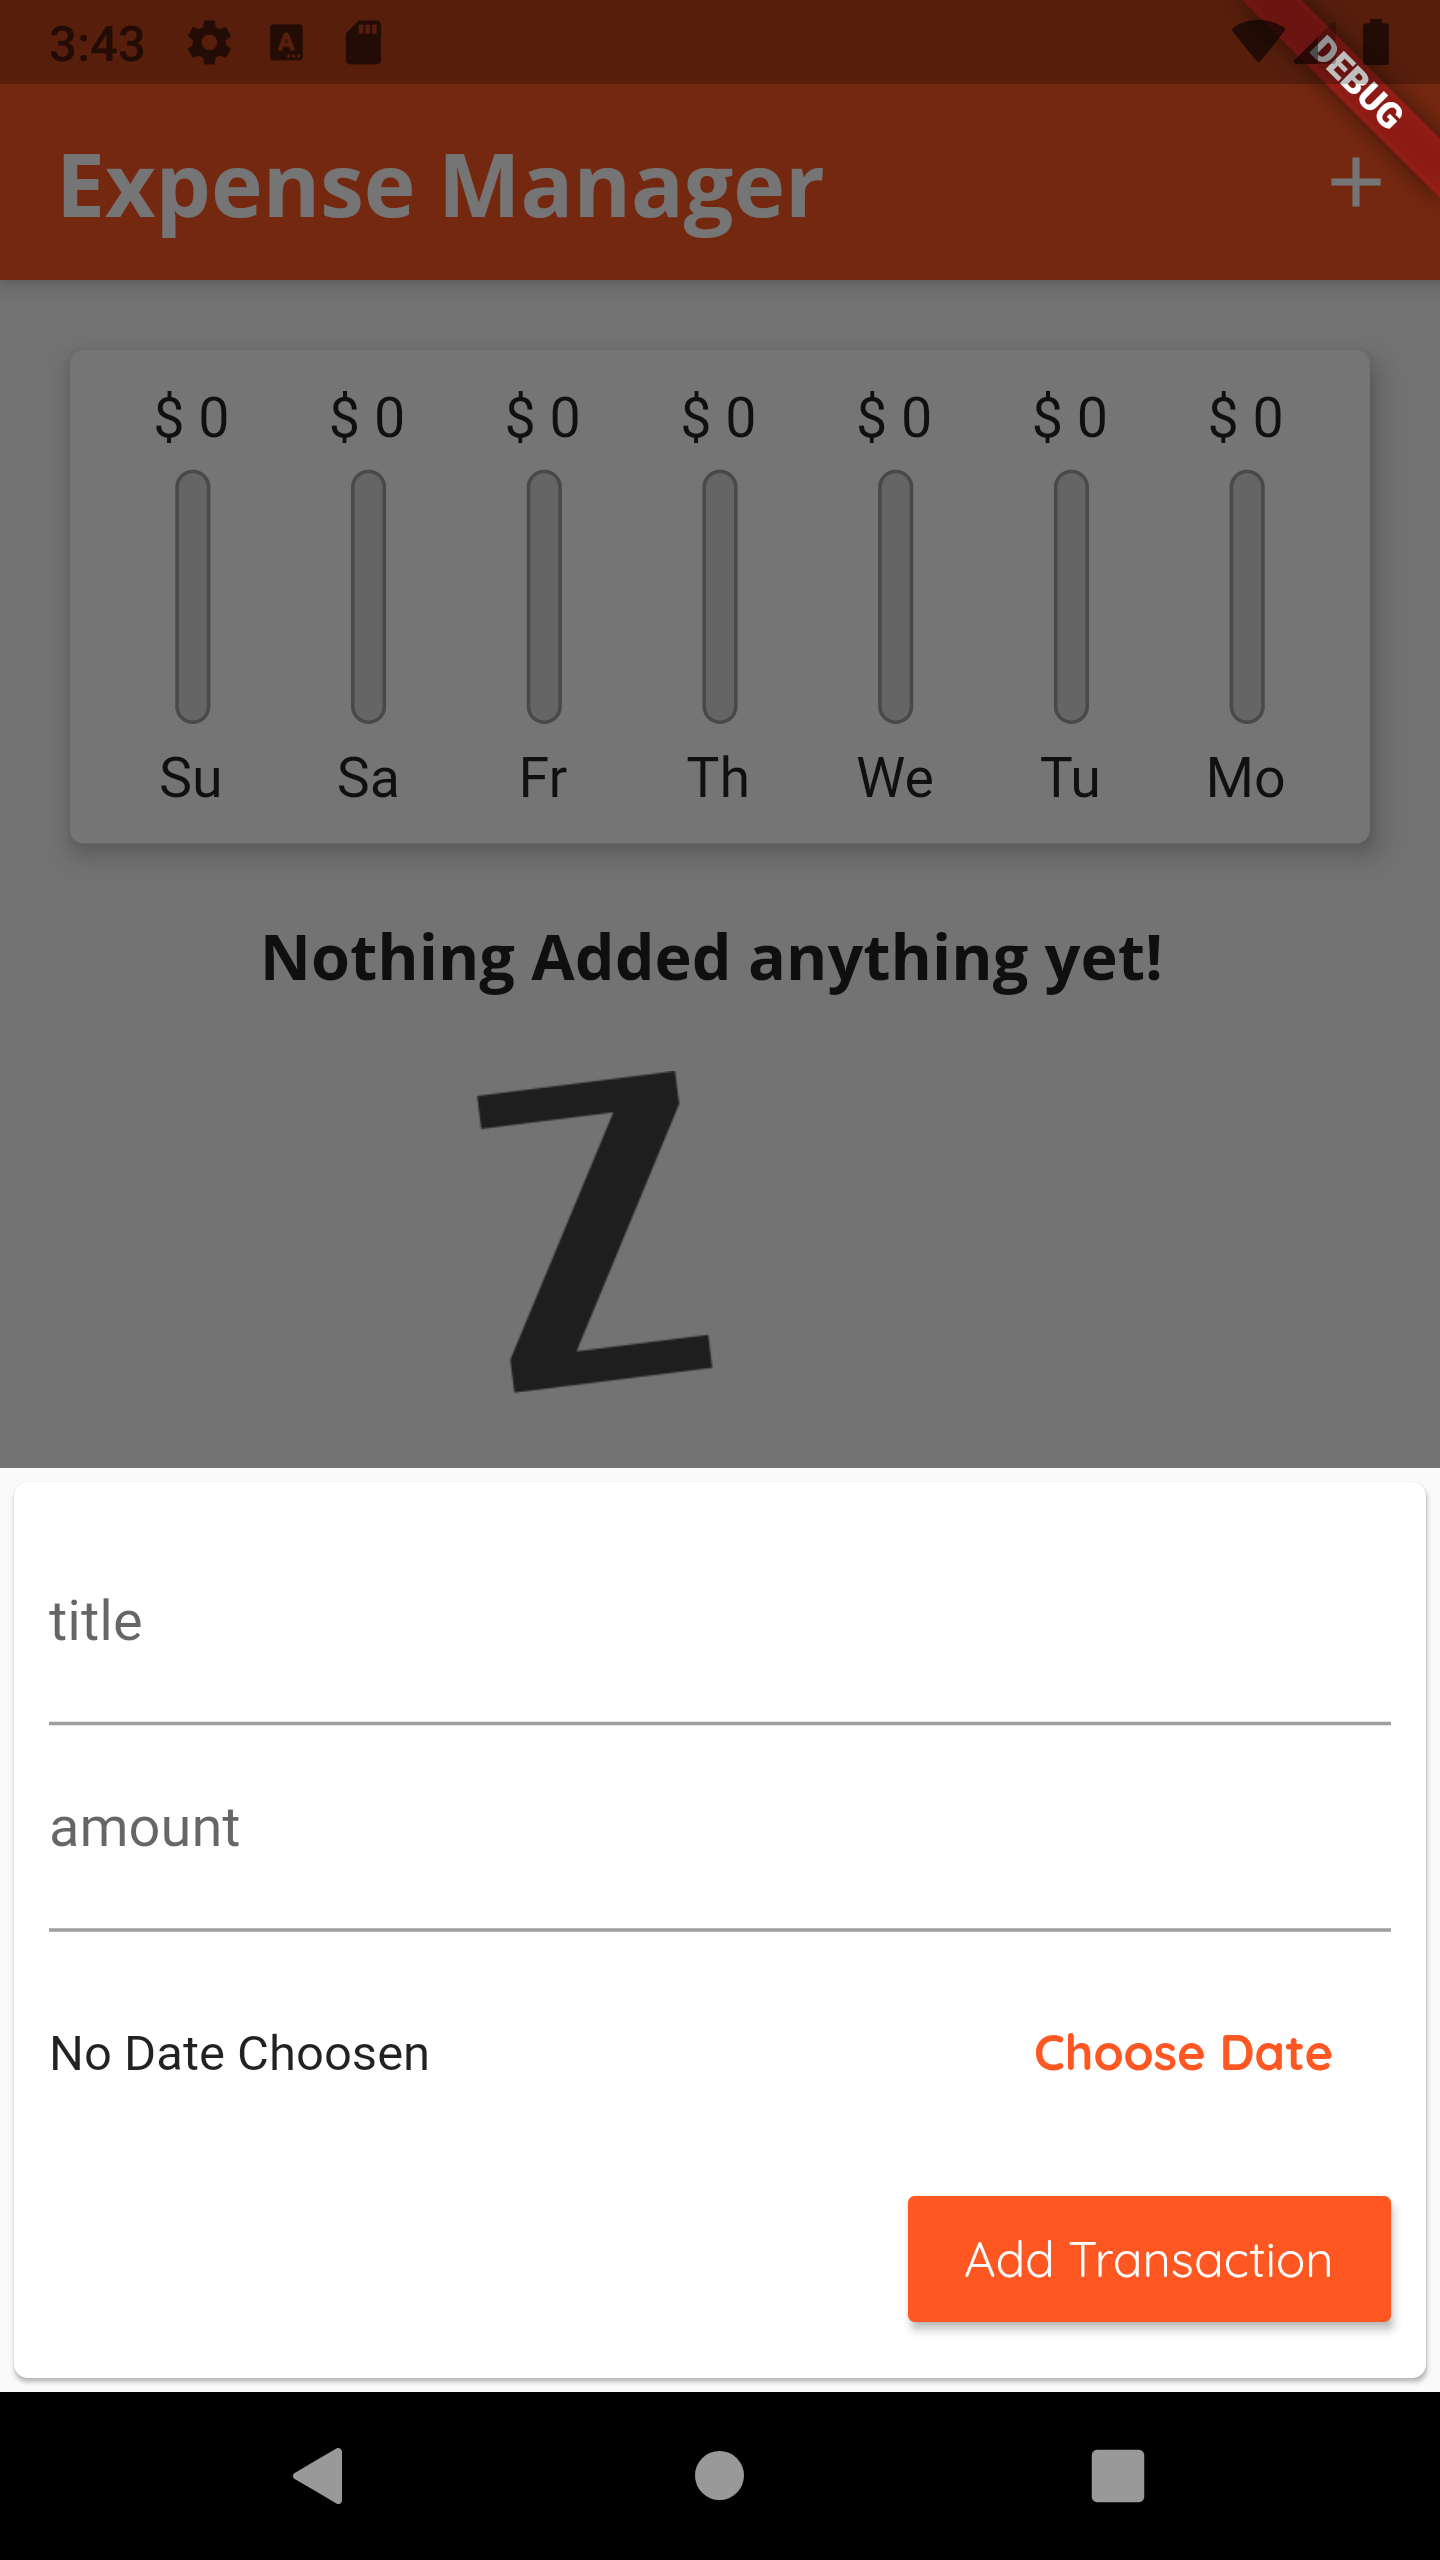 3:43
DEBUG
Expense Manager
$ 0 $ 0 $ 0 $ 0 $ 0 $ 0 $ 0
Su Sa Fr Th We Tu Mo
Nothing Added anything yet!
Z
title
amount
No Date Choosen Choose Date
Add Transaction